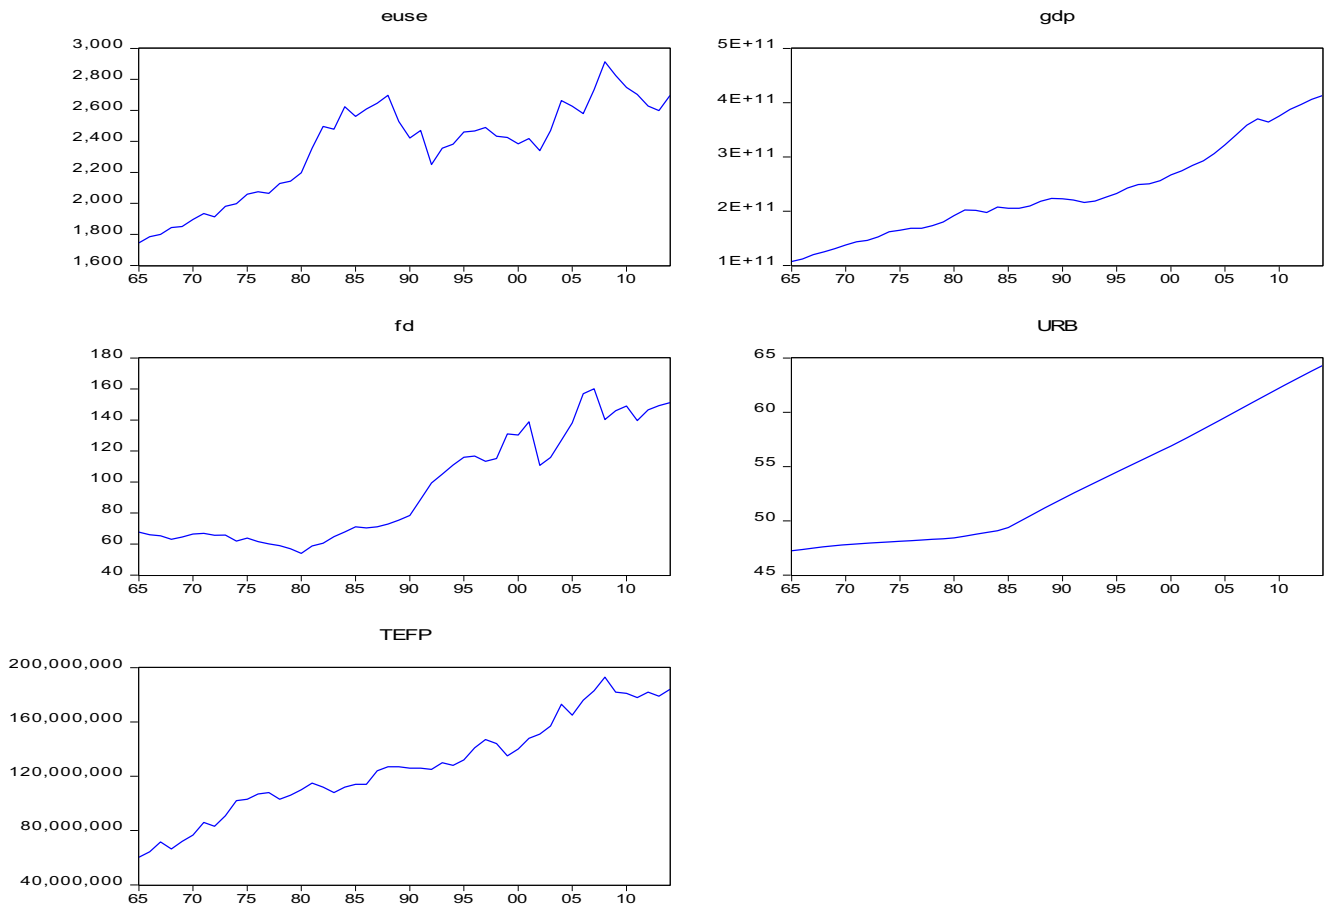 euse
3,000
2,800
2,600
2,400
2,200
2,000
1,800
1,600
65 70 75 80 85 90 95 00 05 10
gdp
5E+11
4E+11
3E+11
2E+11
1E+11
65 70 75 80 85 90 95 00 05 10
fd
180
160
140
120
100
80
60
40
65 70 75 80 85 90 95 00 05 10
URB
65
60
55
50
45
65 70 75 80 85 90 95 00 05 10
TEFP
200,000,000
160,000,000
120,000,000
80,000,000
40,000,000
65 70 75 80 85 90 95 00 05 10